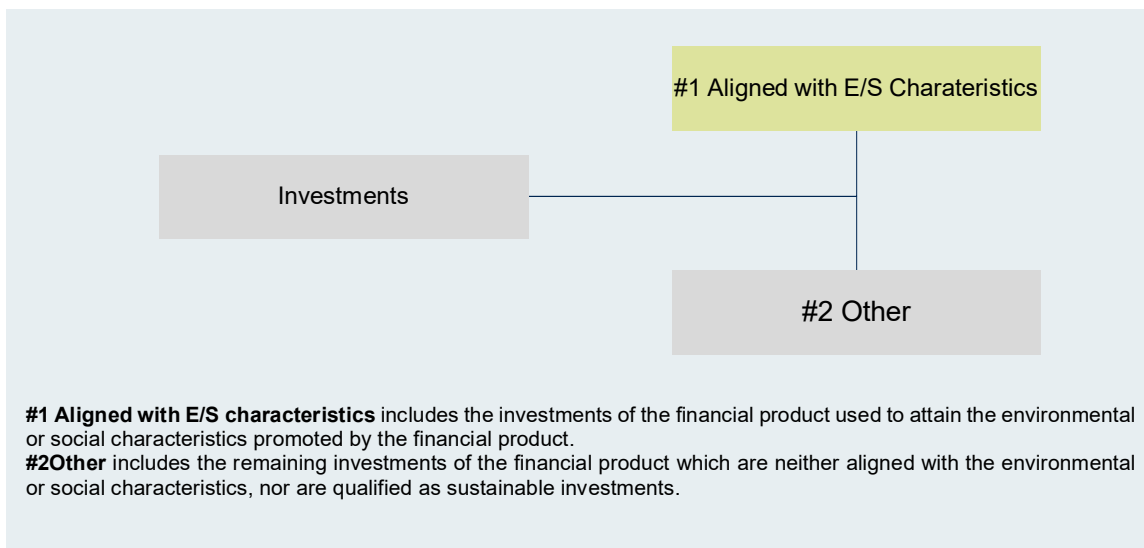 #1 Aligned with E/S Charateristics
Investments
#2 Other
#1 Aligned with E/S characteristics includes the investments of the financial product used to attain the environmental
or social characteristics promoted by the financial product.
#2Other includes the remaining investments of the financial product which are neither aligned with the environmental
or social characteristics, nor are qualified as sustainable investments.